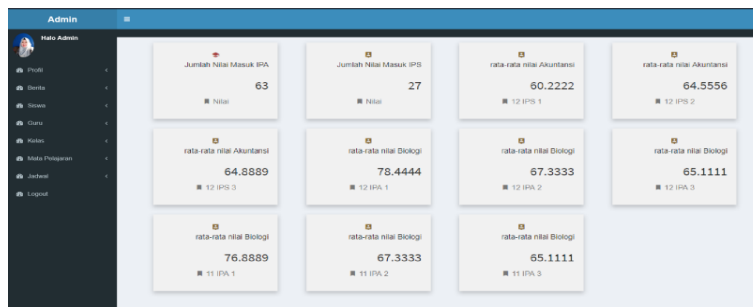 Admin
Halo Admin
Profil
Berita
Siswa
Guru
Kelas
Mata Pelajaran
Jadwal
Logout
Jumlah Nilai Masuk IPA
63
Nilai
Jumlah Nilai Masuk IPS
27
Nilai
rata-rata nilai Akuntansi
60.2222
12 IPS 1
rata-rata nilai Akuntansi
64.5556
12 IPS 2
rata-rata nilai Akuntansi
64.8889
12 IPS 3
rata-rata nilai Biologi
78.4444
12 IPA 1
rata-rata nilai Biologi
67.3333
12 IPA 2
rata-rata nilai Biologi
65.1111
12 IPA 3
rata-rata nilai Biologi
76.8889
11 IPA 1
rata-rata nilai Biologi
67.3333
11 IPA 2
rata-rata nilai Biologi
65.1111
11 IPA 3